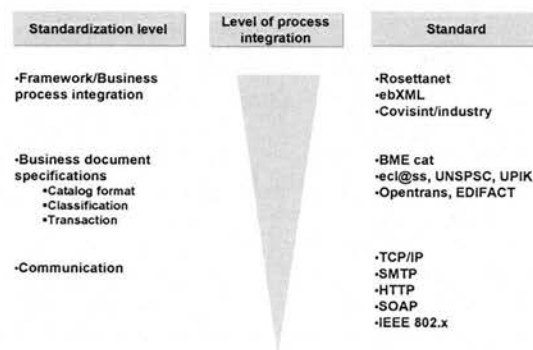 Standardization level
Level of process
integration
Standard
•Framework/Business
process integration
•Rosettanet
•ebXML
•Covisint/industry
•Business document
specifications
•Catalog format
•Classification
•Transaction
•BME cat
•ecl@ss, UNSPSC, UPIK
•Opentrans, EDIFACT
•Communication
•TCP/IP
•SMTP
•HTTP
•SOAP
•IEEE 802.x